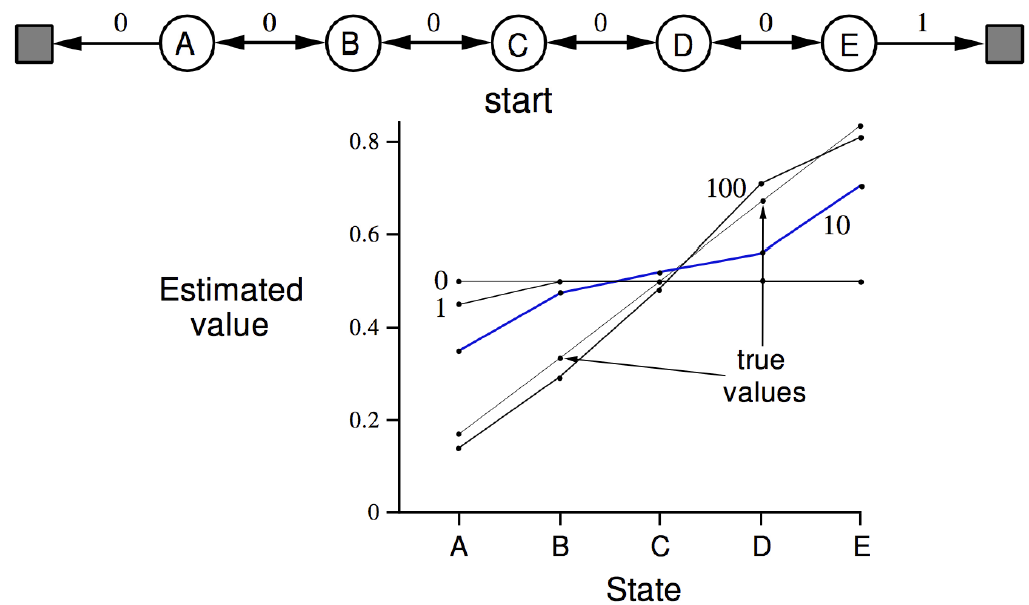 0 0 0 0 0 1
A B C D E
start
0.8
100
0.6
10
Estimated
value
0
1
0.4
true
values
0.2
0
A B C D E
State